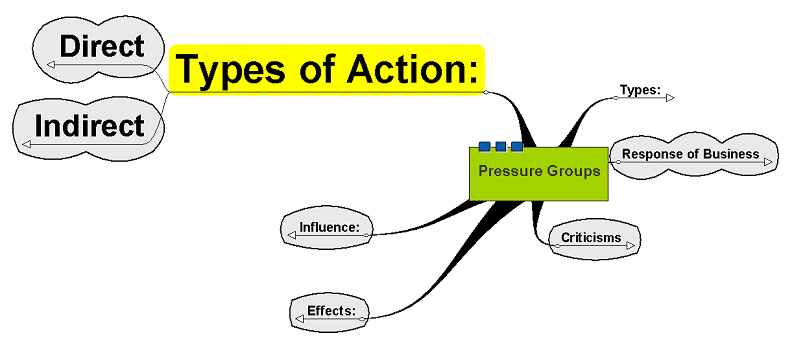 Direct
Types of Action:
Indirect
Types:
Response of Business
Pressure Groups
Influence:
Criticisms
Effects: